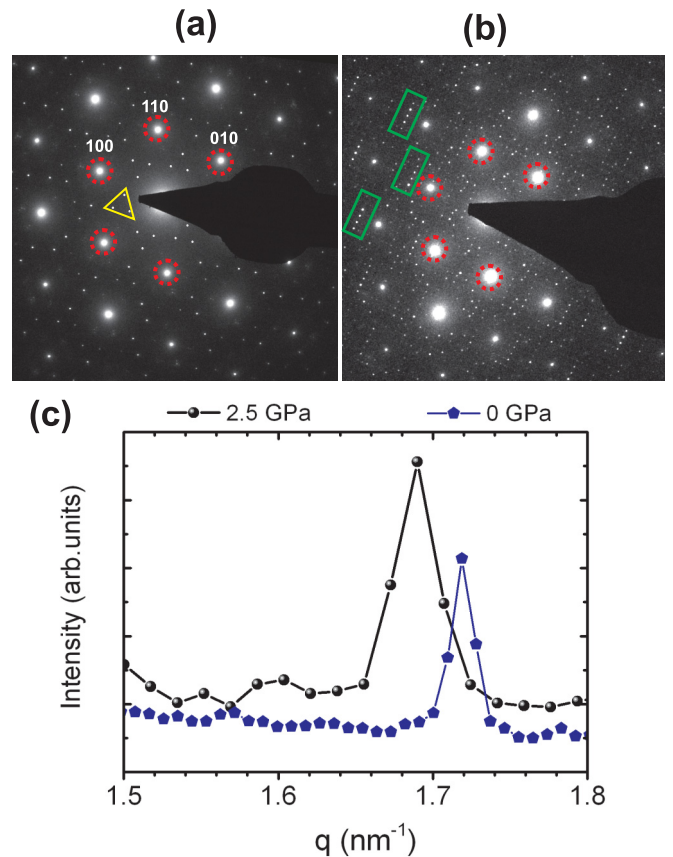 (a)
(b)
110
100
010
(c)
2.5 GPa
0 GPa
Intensity (arb.units)
1.5
1.6
1.7
1.8
q (nm⁻¹)